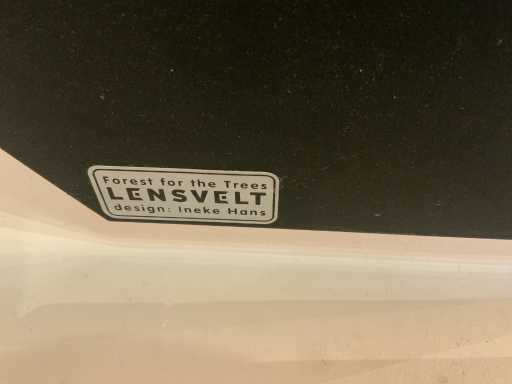 Forest for the Trees
LENSVELT
design: Ineke Hans